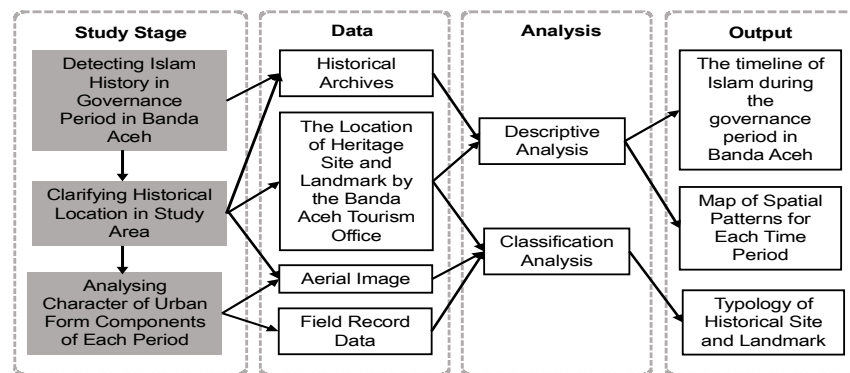 Study Stage
Detecting Islam
History in
Governance
Period in Banda
Aceh
Clarifying Historical
Location in Study
Area
Analysing
Character of Urban
Form Components
of Each Period
Data
Historical
Archives
The Location
of Heritage
Site and
Landmark by
the Banda
Aceh Tourism
Office
Aerial Image
Field Record
Data
Analysis
Descriptive
Analysis
Classification
Analysis
Output
The timeline of
Islam during
the
governance
period in
Banda Aceh
Map of Spatial
Patterns for
Each Time
Period
Typology of
Historical Site
and Landmark